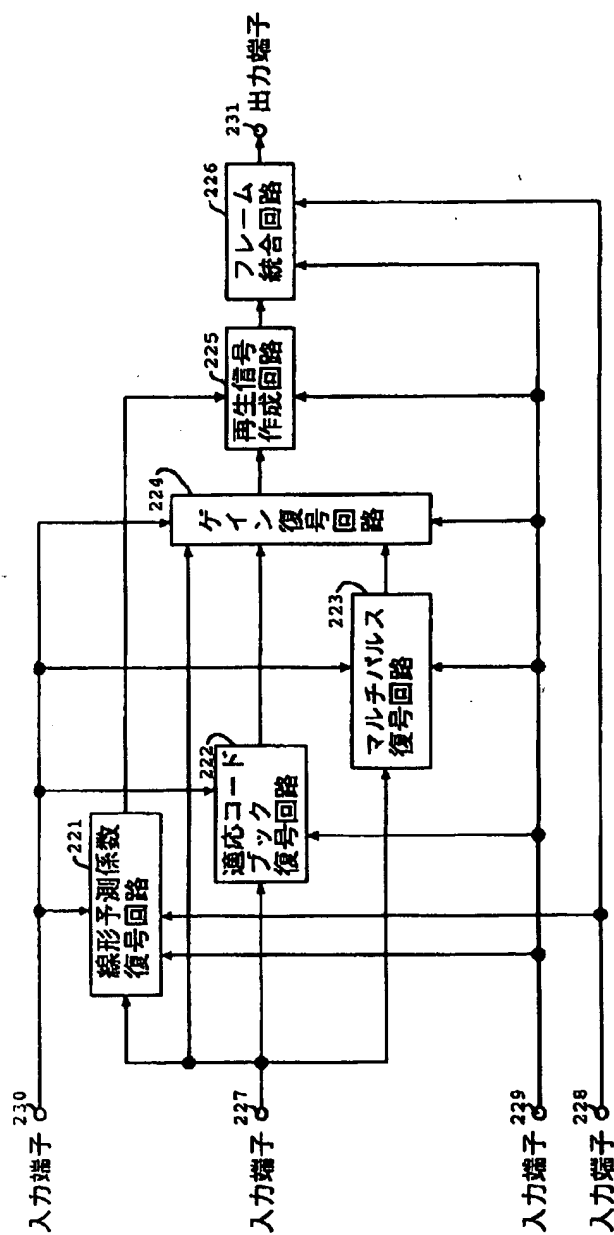 入力端子 230
入力端子 227
入力端子 229
入力端子 228
221
線形予測係数
復号回路
222
適応コード
ブック
復号回路
223
マルチパルス
復号回路
224
ゲイン復号回路
225
再生信号
作成回路
226
フレーム
統合回路
231
出力端子